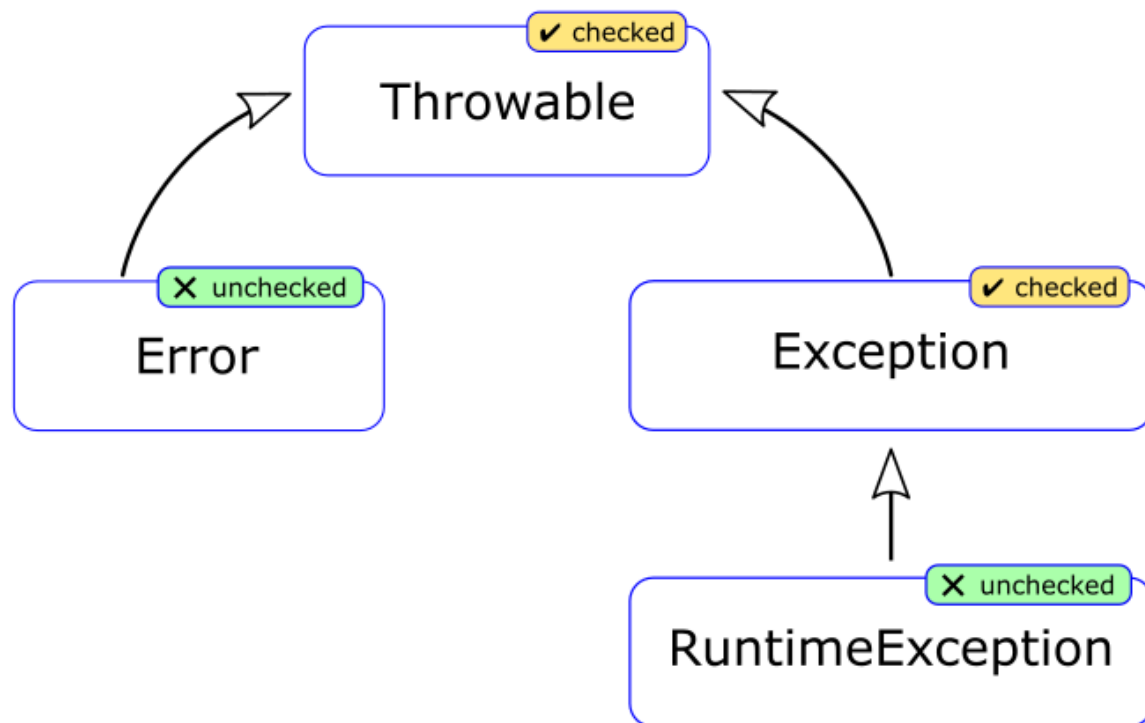 ✔ checked
Throwable
✕ unchecked
Error
✔ checked
Exception
✕ unchecked
RuntimeException